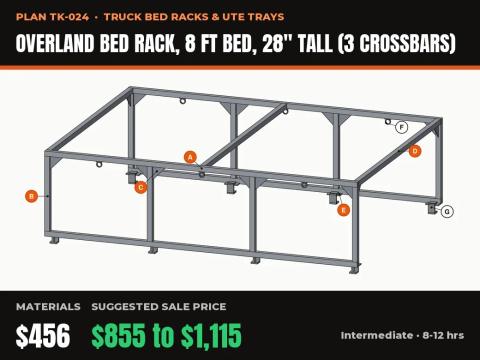 PLAN TK-024 • TRUCK BED RACKS & UTE TRAYS
OVERLAND BED RACK, 8 FT BED, 28" TALL (3 CROSSBARS)
A
B
C
D
E
F
G
MATERIALS SUGGESTED SALE PRICE
$456 $855 to $1,115
Intermediate • 8-12 hrs